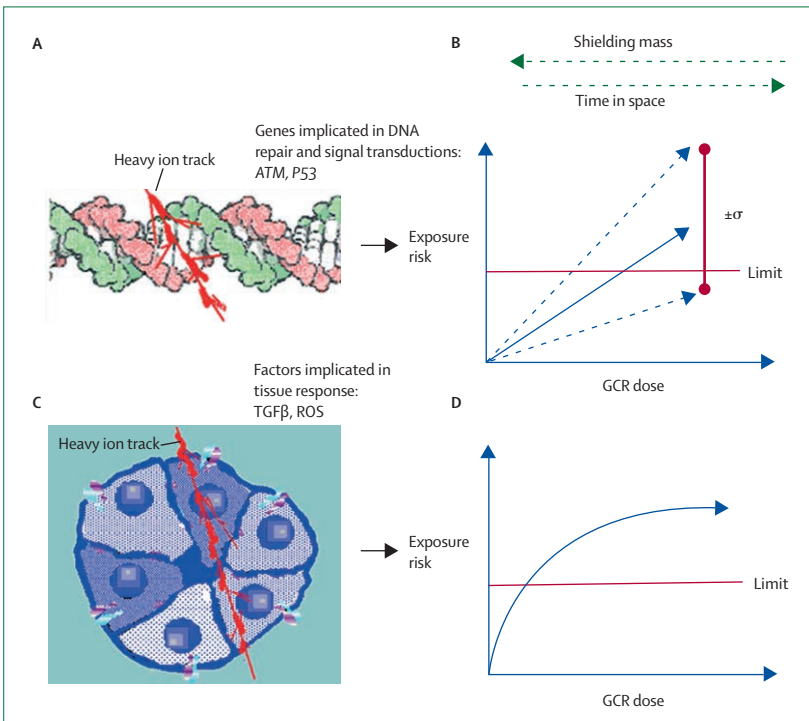 A
Heavy ion track
Genes implicated in DNA
repair and signal transductions:
ATM, P53
B
Shielding mass
Time in space
Exposure
risk
±σ
Limit
GCR dose
C
Factors implicated in
tissue response:
TGFβ, ROS
Heavy ion track
D
Exposure
risk
Limit
GCR dose